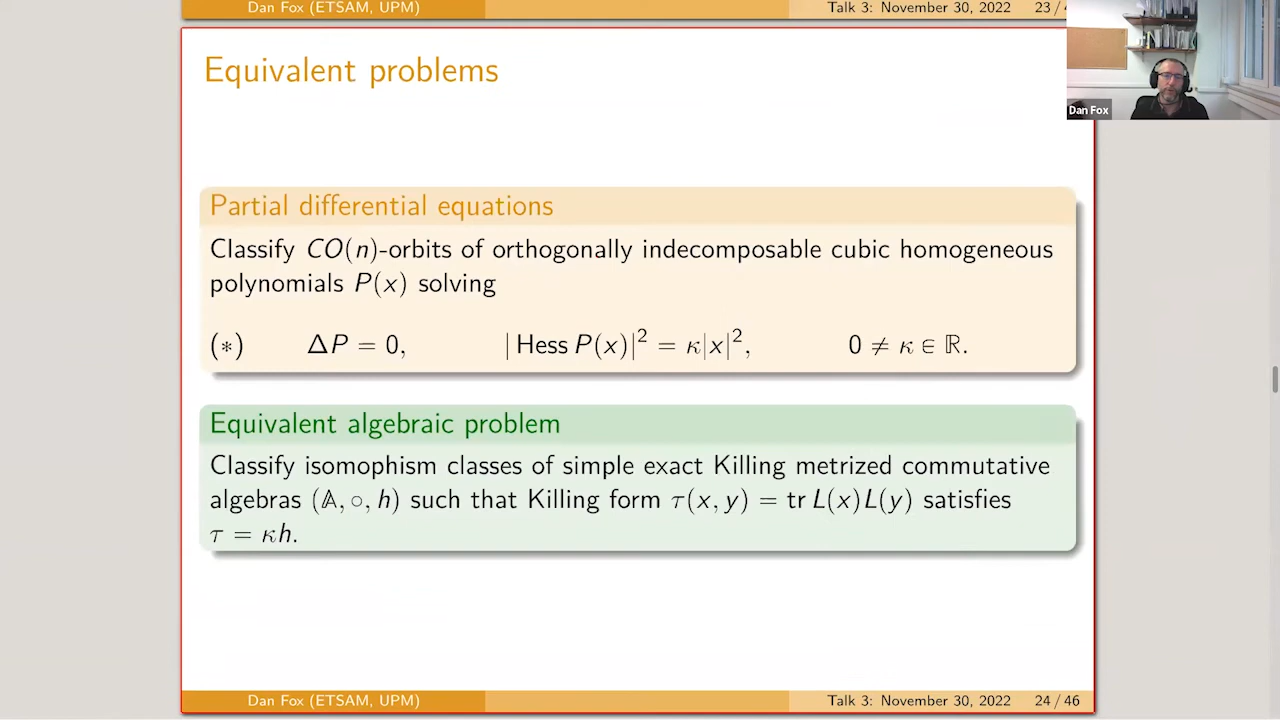 Dan Fox (ETSAM, UPM) Talk 3: November 30, 2022 23 /
Equivalent problems
Partial differential equations
Classify CO(n)-orbits of orthogonally indecomposable cubic homogeneous
polynomials P(x) solving
(∗) ΔP = 0, | Hess P(x)|² = κ|x|², 0 ≠ κ ∈ ℝ.
Equivalent algebraic problem
Classify isomophism classes of simple exact Killing metrized commutative
algebras (𝔸, ∘, h) such that Killing form τ(x, y) = tr L(x)L(y) satisfies
τ = κh.
Dan Fox (ETSAM, UPM) Talk 3: November 30, 2022 24 / 46
Dan Fox